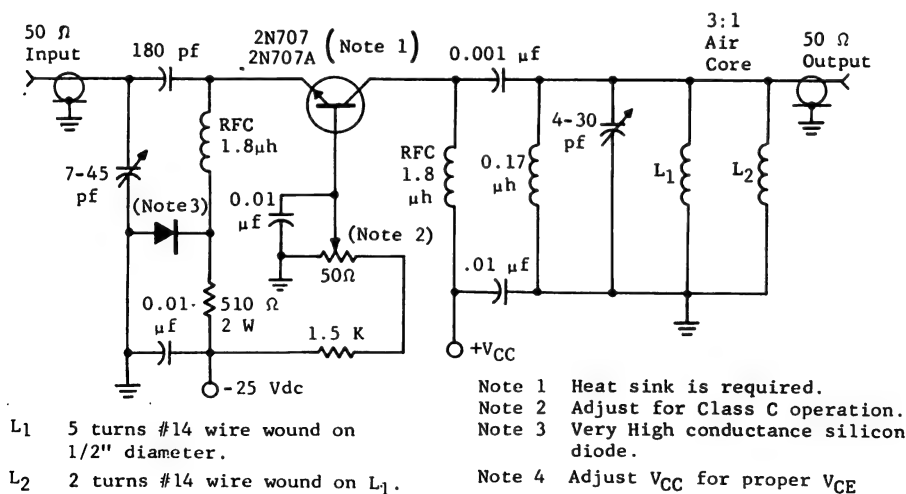 50 Ω
Input
180 pf
2N707
2N707A
(Note 1)
0.001 μf
3:1
Air
Core
50 Ω
Output
RFC
1.8μh
7-45
pf
(Note3)
0.01
μf
(Note 2)
50Ω
RFC
1.8
μh
0.17
μh
4-30
pf
L1
L2
.01 μf
0.01
μf
510 Ω
2 W
1.5 K
+VCC
-25 Vdc
Note 1 Heat sink is required.
Note 2 Adjust for Class C operation.
Note 3 Very High conductance silicon
diode.
Note 4 Adjust VCC for proper VCE
L1 5 turns #14 wire wound on
1/2" diameter.
L2 2 turns #14 wire wound on L1.